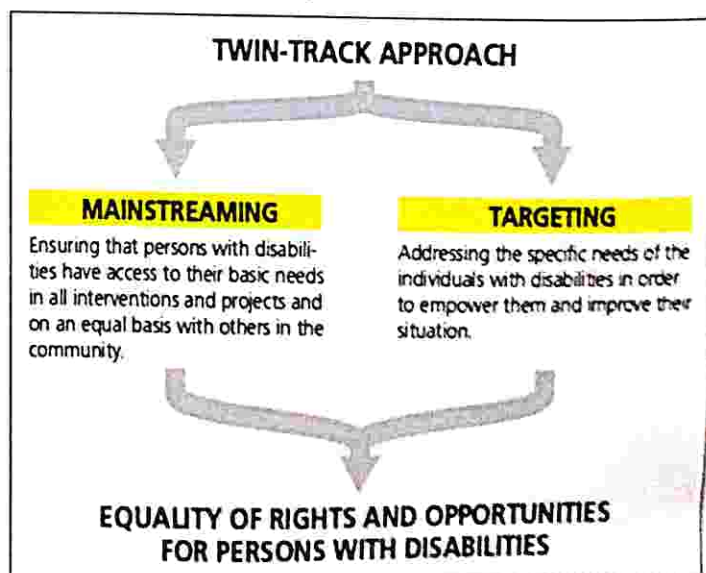 TWIN-TRACK APPROACH
MAINSTREAMING
Ensuring that persons with disabili-
ties have access to their basic needs
in all interventions and projects and
on an equal basis with others in the
community.
TARGETING
Addressing the specific needs of the
individuals with disabilities in order
to empower them and improve their
situation.
EQUALITY OF RIGHTS AND OPPORTUNITIES
FOR PERSONS WITH DISABILITIES